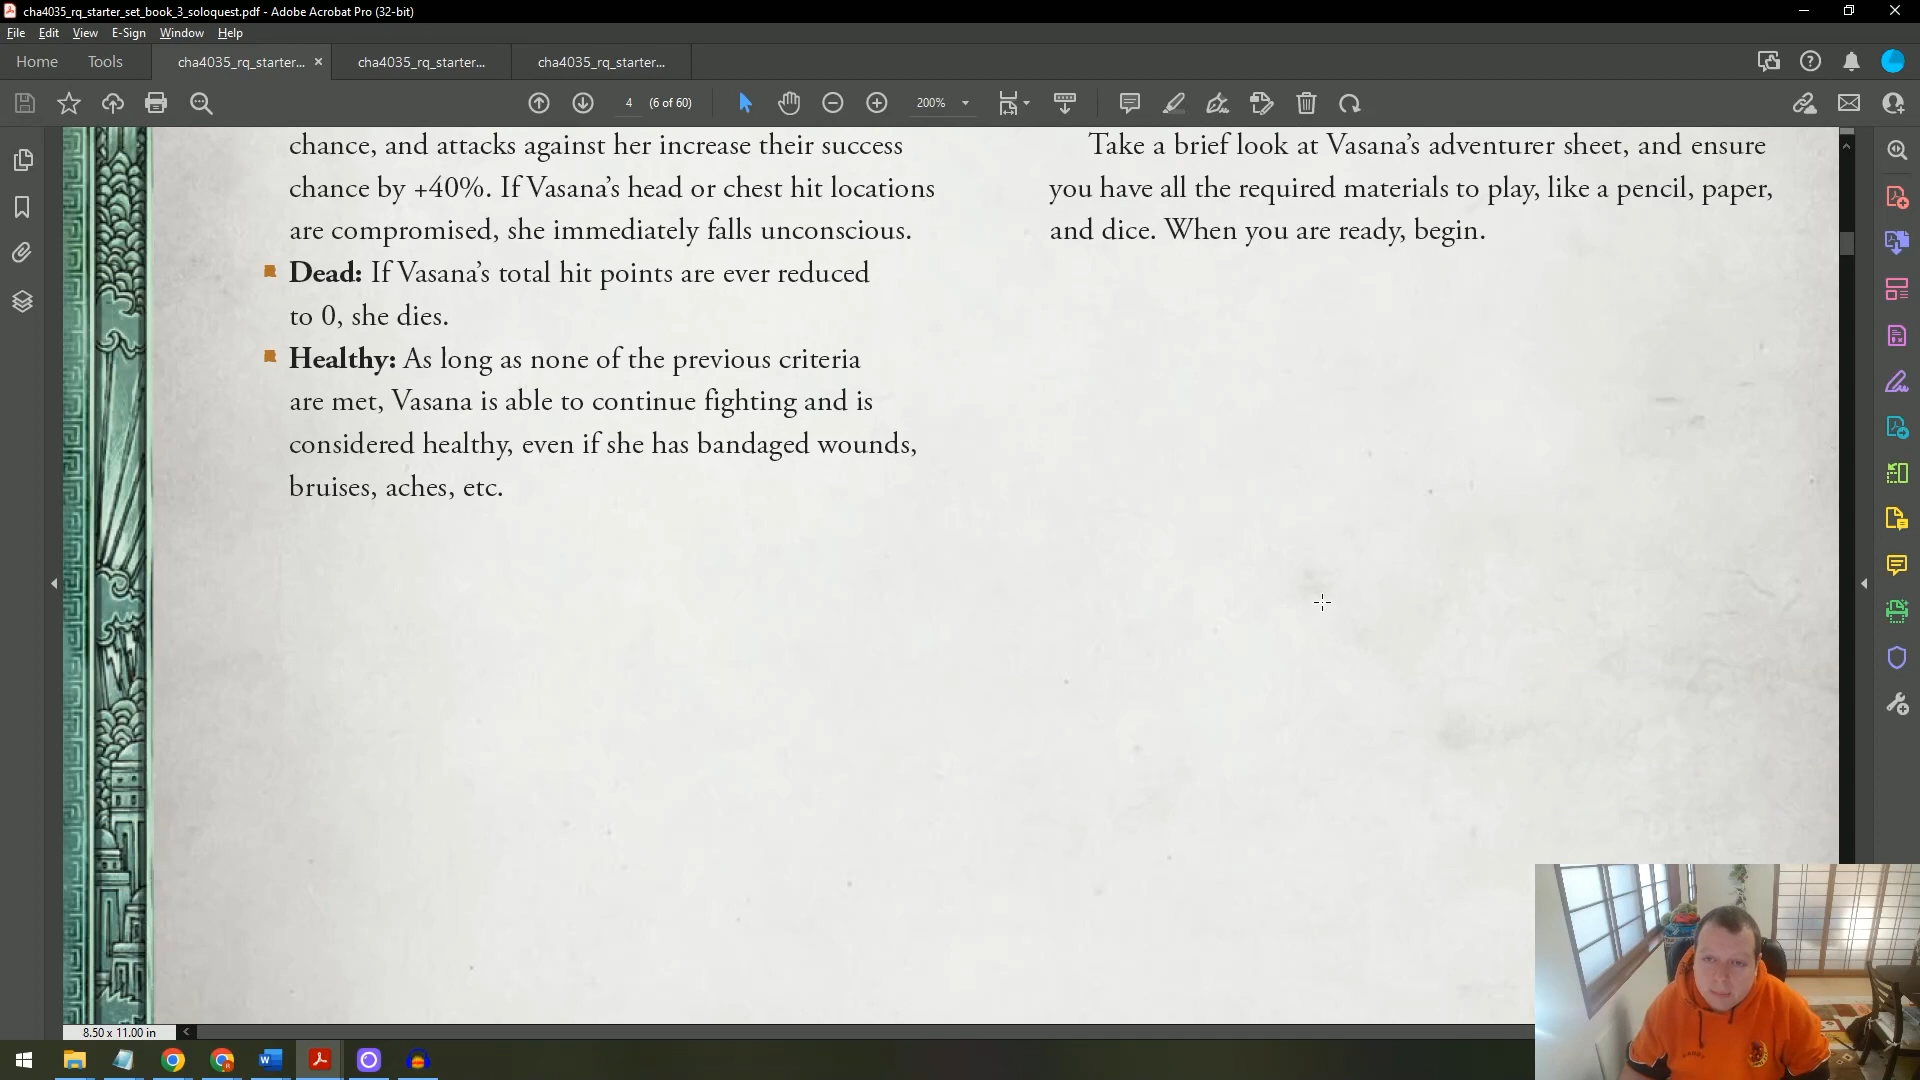 cha4035_rq_starter_set_book_3_soloquest.pdf - Adobe Acrobat Pro (32-bit)
File Edit View E-Sign Window Help
Home Tools cha4035_rq_starter... × cha4035_rq_starter... cha4035_rq_starter...
4 (6 of 60) 200%
chance, and attacks against her increase their success
chance by +40%. If Vasana’s head or chest hit locations
are compromised, she immediately falls unconscious.
Dead: If Vasana’s total hit points are ever reduced
to 0, she dies.
Healthy: As long as none of the previous criteria
are met, Vasana is able to continue fighting and is
considered healthy, even if she has bandaged wounds,
bruises, aches, etc.
Take a brief look at Vasana’s adventurer sheet, and ensure
you have all the required materials to play, like a pencil, paper,
and dice. When you are ready, begin.
8.50 x 11.00 in